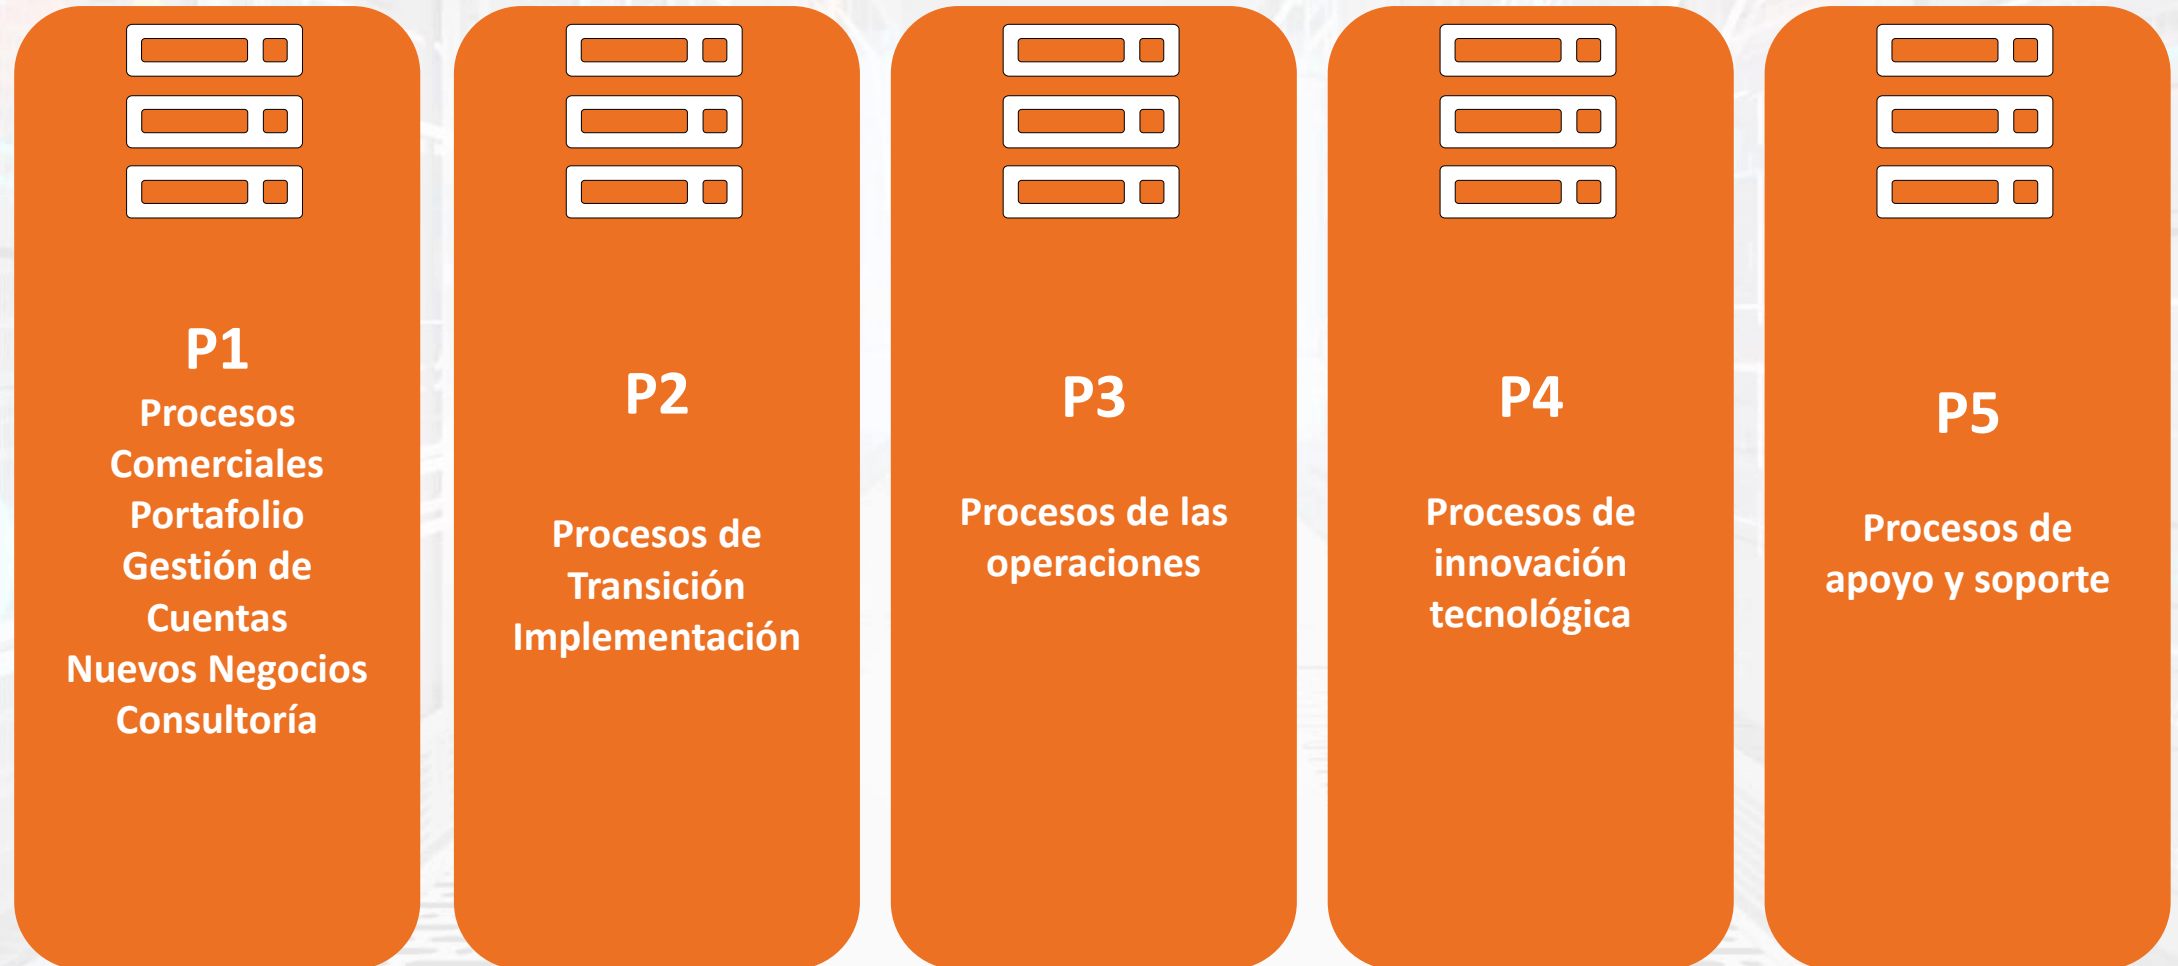 P1
Procesos
Comerciales
Portafolio
Gestión de
Cuentas
Nuevos Negocios
Consultoría
P2
Procesos de
Transición
Implementación
P3
Procesos de las
operaciones
P4
Procesos de
innovación
tecnológica
P5
Procesos de
apoyo y soporte